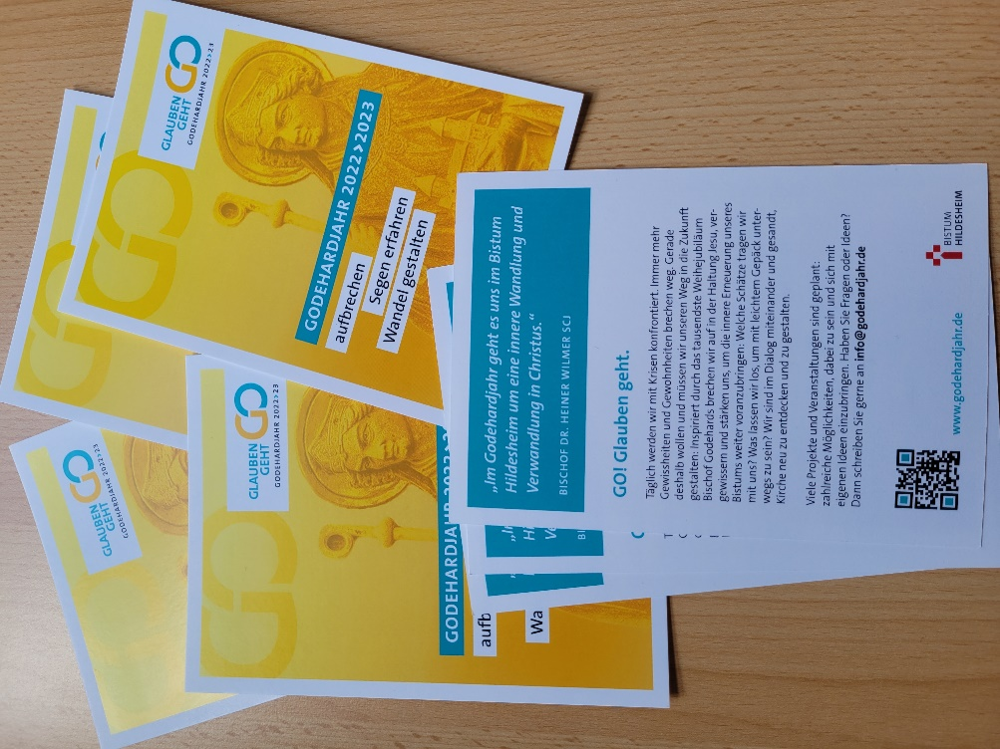 GLAUBEN
GEHT
GO
GODEHARDJAHR 2022>23
GODEHARDJAHR 2022>2023
aufbrechen
Segen erfahren
Wandel gestalten
GLAUBEN
GEHT
GO
GODEHARDJAHR 2022>23
GLAUBEN
GEHT
GO
GODEHARDJAHR 2022>23
GODEHARDJAHR 2022>2
aufb
Wa
„Im Godehardjahr geht es uns im Bistum
Hildesheim um eine innere Wandlung und
Verwandlung in Christus.“
BISCHOF DR. HEINER WILMER SCJ
GO! Glauben geht.
Täglich werden wir mit Krisen konfrontiert. Immer mehr
Gewissheiten und Gewohnheiten brechen weg. Gerade
deshalb wollen und müssen wir unseren Weg in die Zukunft
gestalten: Inspiriert durch das tausendste Weihejubiläum
Bischof Godehards brechen wir auf in der Haltung Jesu, ver-
gewissern und stärken uns, um die innere Erneuerung unseres
Bistums weiter voranzubringen: Welche Schätze tragen wir
mit uns? Was lassen wir los, um mit leichtem Gepäck unter-
wegs zu sein? Wir sind im Dialog miteinander und gesandt,
Kirche neu zu entdecken und zu gestalten.
Viele Projekte und Veranstaltungen sind geplant:
zahlreiche Möglichkeiten, dabei zu sein und sich mit
eigenen Ideen einzubringen. Haben Sie Fragen oder Ideen?
Dann schreiben Sie gerne an info@godehardjahr.de
www.godehardjahr.de
BISTUM
HILDESHEIM